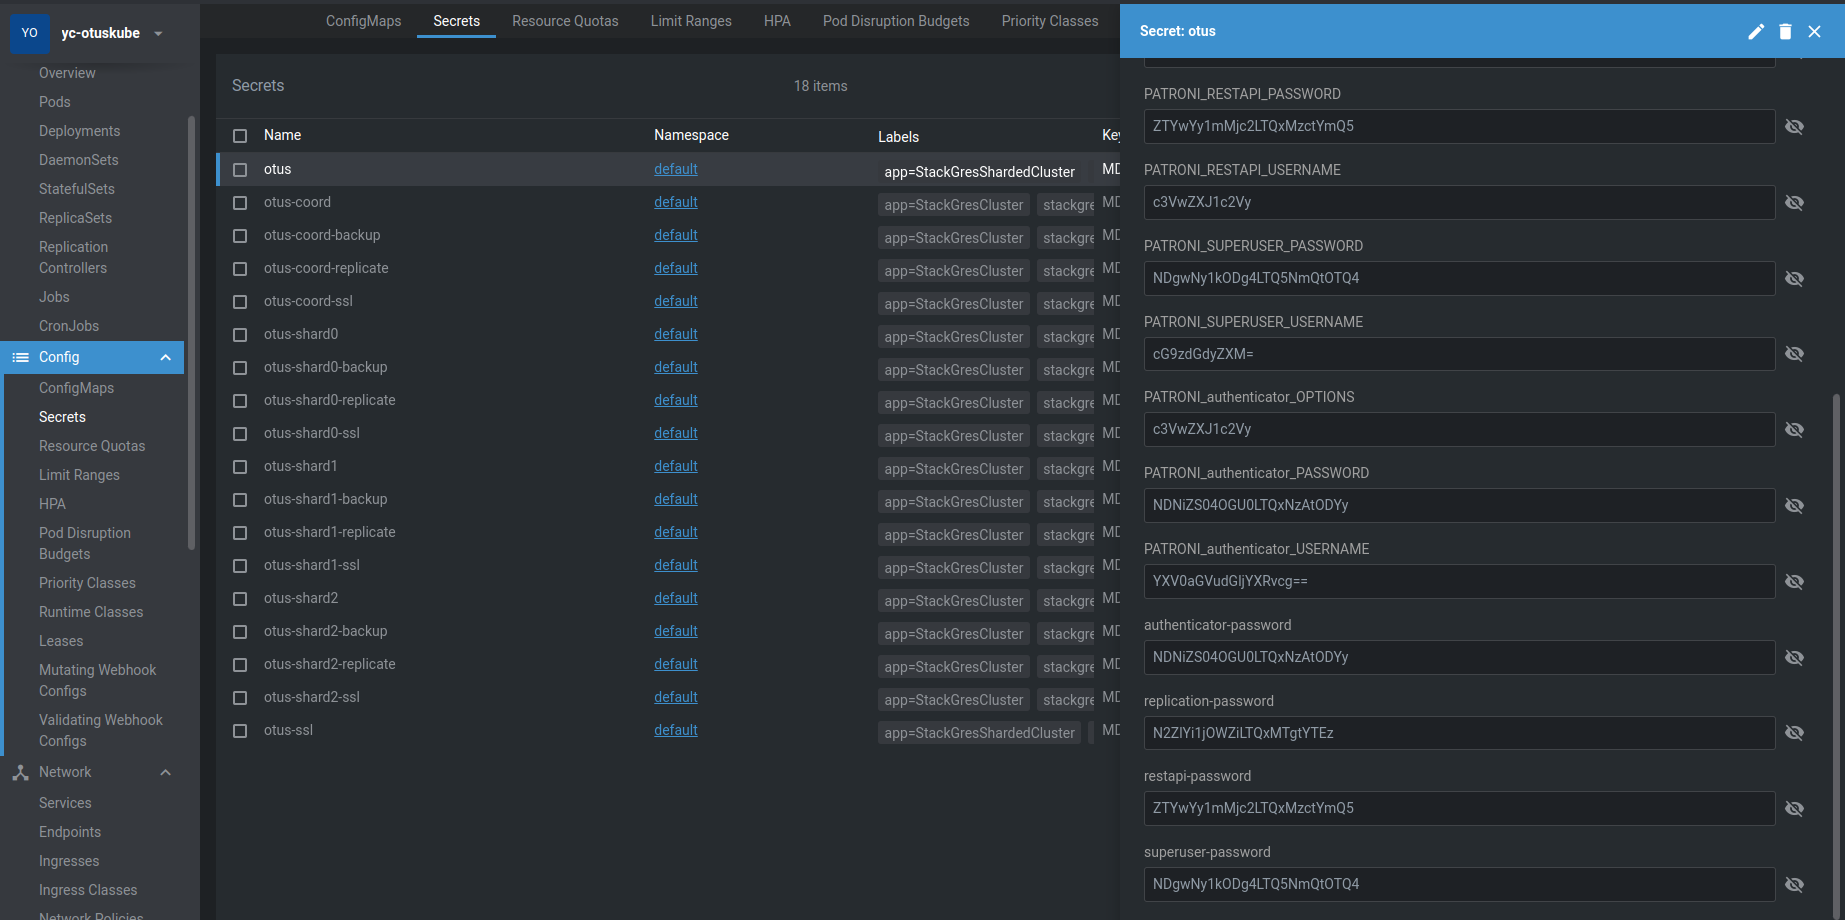 YO
yc-otuskube
Overview
Pods
Deployments
DaemonSets
StatefulSets
ReplicaSets
Replication
Controllers
Jobs
CronJobs
Config
ConfigMaps
Secrets
Resource Quotas
Limit Ranges
HPA
Pod Disruption
Budgets
Priority Classes
Runtime Classes
Leases
Mutating Webhook
Configs
Validating Webhook
Configs
Network
Services
Endpoints
Ingresses
Ingress Classes
Network Policies
ConfigMaps Secrets Resource Quotas Limit Ranges HPA Pod Disruption Budgets Priority Classes
Secrets 18 items
Name Namespace Labels Key
otus default app=StackGresShardedCluster MD
otus-coord default app=StackGresCluster stackgre MD
otus-coord-backup default app=StackGresCluster stackgre MD
otus-coord-replicate default app=StackGresCluster stackgre MD
otus-coord-ssl default app=StackGresCluster stackgre MD
otus-shard0 default app=StackGresCluster stackgre MD
otus-shard0-backup default app=StackGresCluster stackgre MD
otus-shard0-replicate default app=StackGresCluster stackgre MD
otus-shard0-ssl default app=StackGresCluster stackgre MD
otus-shard1 default app=StackGresCluster stackgre MD
otus-shard1-backup default app=StackGresCluster stackgre MD
otus-shard1-replicate default app=StackGresCluster stackgre MD
otus-shard1-ssl default app=StackGresCluster stackgre MD
otus-shard2 default app=StackGresCluster stackgre MD
otus-shard2-backup default app=StackGresCluster stackgre MD
otus-shard2-replicate default app=StackGresCluster stackgre MD
otus-shard2-ssl default app=StackGresCluster stackgre MD
otus-ssl default app=StackGresShardedCluster MD
Secret: otus
PATRONI_RESTAPI_PASSWORD
ZTYwYy1mMjc2LTQxMzctYmQ5
PATRONI_RESTAPI_USERNAME
c3VwZXJ1c2Vy
PATRONI_SUPERUSER_PASSWORD
NDgwNy1kODg4LTQ5NmQtOTQ4
PATRONI_SUPERUSER_USERNAME
cG9zdGdyZXM=
PATRONI_authenticator_OPTIONS
c3VwZXJ1c2Vy
PATRONI_authenticator_PASSWORD
NDNiZS04OGU0LTQxNzAtODYy
PATRONI_authenticator_USERNAME
YXV0aGVudGljYXRvcg==
authenticator-password
NDNiZS04OGU0LTQxNzAtODYy
replication-password
N2ZlYi1jOWZiLTQxMTgtYTEz
restapi-password
ZTYwYy1mMjc2LTQxMzctYmQ5
superuser-password
NDgwNy1kODg4LTQ5NmQtOTQ4